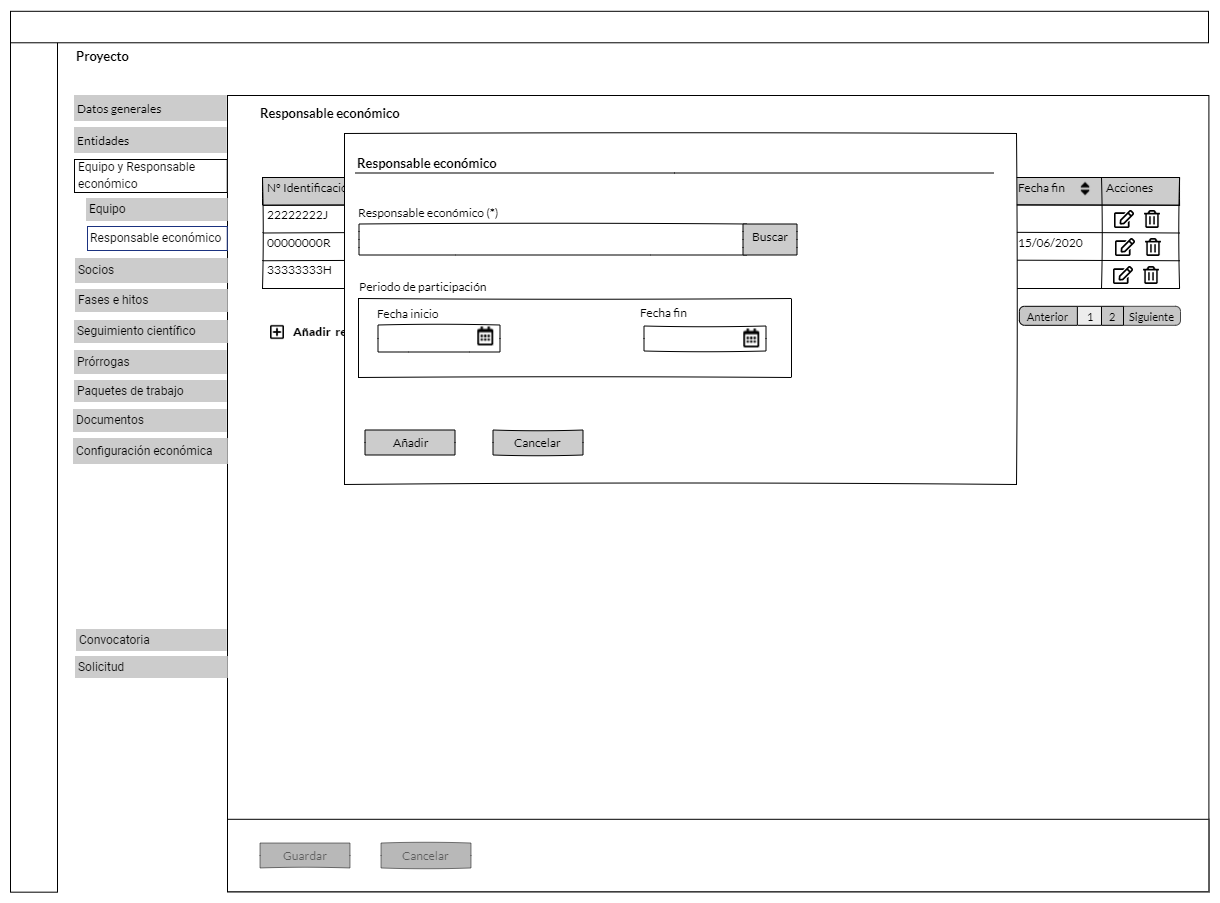 Proyecto
Datos generales
Entidades
Equipo y Responsable
económico
Equipo
Responsable económico
Socios
Fases e hitos
Seguimiento científico
Prórrogas
Paquetes de trabajo
Documentos
Configuración económica
Convocatoria
Solicitud
Responsable económico
Nº Identificació
Fecha fin
Acciones
22222222J
00000000R
15/06/2020
33333333H
Añadir re
Anterior 1 2 Siguiente
Responsable económico
Responsable económico (*)
Buscar
Periodo de participación
Fecha inicio
Fecha fin
Añadir
Cancelar
Guardar
Cancelar